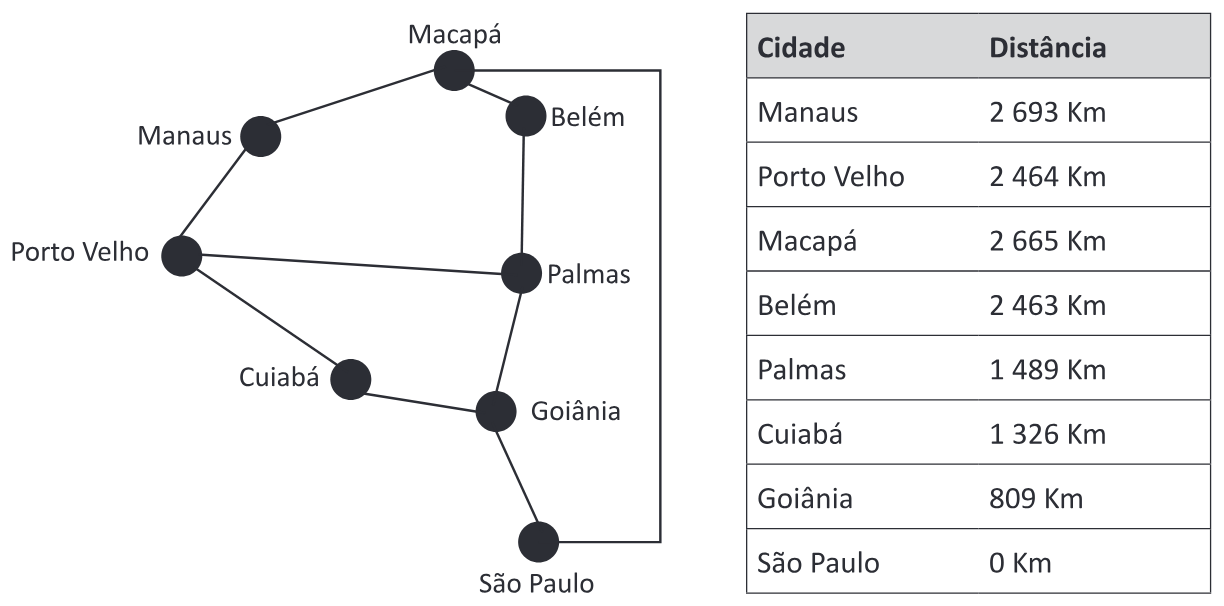 Macapá
Belém
Manaus
Porto Velho
Palmas
Cuiabá
Goiânia
São Paulo
Cidade Distância
Manaus 2 693 Km
Porto Velho 2 464 Km
Macapá 2 665 Km
Belém 2 463 Km
Palmas 1 489 Km
Cuiabá 1 326 Km
Goiânia 809 Km
São Paulo 0 Km